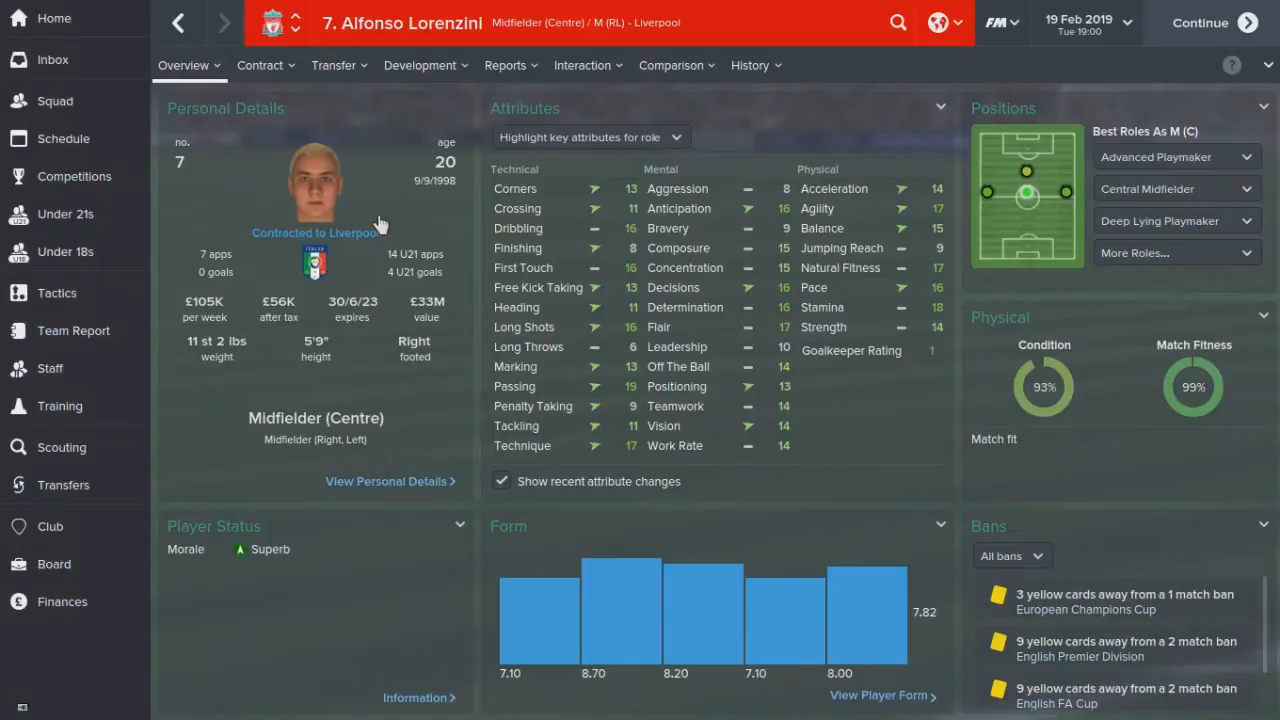 Home
Inbox
Squad
Schedule
Competitions
Under 21s
Under 18s
Tactics
Team Report
Staff
Training
Scouting
Transfers
Club
Board
Finances
7. Alfonso Lorenzini Midfielder (Centre) / M (RL) - Liverpool
FM
19 Feb 2019
Tue 19:00
Continue
Overview Contract Transfer Development Reports Interaction Comparison History ?
Personal Details
no.
7
age
20
9/9/1998
Contracted to Liverpool
7 apps
0 goals
14 U21 apps
4 U21 goals
£105K £56K 30/6/23 £33M
per week after tax expires value
11 st 2 lbs 5'9" Right
weight height footed
Midfielder (Centre)
Midfielder (Right, Left)
View Personal Details >
Attributes
Highlight key attributes for role
Technical Mental Physical
Corners 13 Aggression 8 Acceleration 14
Crossing 11 Anticipation 16 Agility 17
Dribbling 16 Bravery 9 Balance 15
Finishing 8 Composure 15 Jumping Reach 9
First Touch 16 Concentration 15 Natural Fitness 17
Free Kick Taking 13 Decisions 16 Pace 16
Heading 11 Determination 16 Stamina 18
Long Shots 16 Flair 17 Strength 14
Long Throws 6 Leadership 10 Goalkeeper Rating 1
Marking 13 Off The Ball 14
Passing 19 Positioning 13
Penalty Taking 9 Teamwork 14
Tackling 11 Vision 14
Technique 17 Work Rate 14
Show recent attribute changes
Positions
Best Roles As M (C)
Advanced Playmaker
Central Midfielder
Deep Lying Playmaker
More Roles...
Physical
Condition Match Fitness
93% 99%
Match fit
Player Status
Morale Superb
Information >
Form
7.82
7.10 8.70 8.20 7.10 8.00
View Player Form >
Bans
All bans
3 yellow cards away from a 1 match ban
European Champions Cup
9 yellow cards away from a 2 match ban
English Premier Division
9 yellow cards away from a 2 match ban
English FA Cup